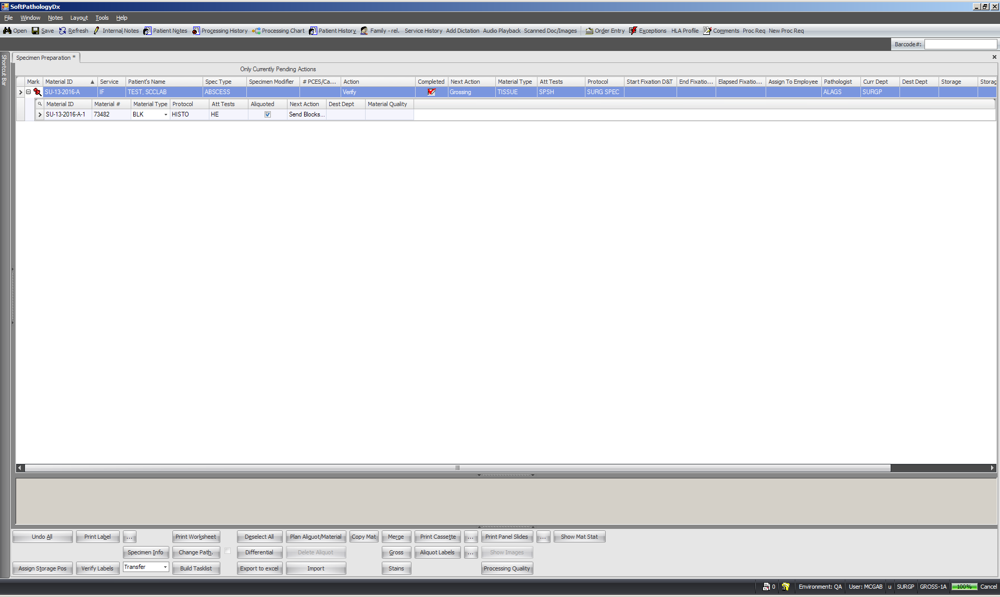 SoftPathologyDx
File Window Notes Layout Tools Help
Open Save Refresh Internal Notes Patient Notes Processing History Processing Chart Patient History Family - rel. Service History Add Dictation Audio Playback Scanned Doc/Images Order Entry Exceptions HLA Profile Comments Proc Req New Proc Req
Barcode#:
Shortcut Bar
Specimen Preparation *
Only Currently Pending Actions
Mark Material ID Service Patient's Name Spec Type Specimen Modifier # PCES/Ca... Action Completed Next Action Material Type Att Tests Protocol Start Fixation D&T End Fixatio... Elapsed Fixatio... Assign To Employee Pathologist Curr Dept Dest Dept Storage Storag
SU-13-2016-A IF TEST, SCCLAB ABSCESS Verify Grossing TISSUE SPSH SURG SPEC ALAGS SURGP
Material ID Material # Material Type Protocol Att Tests Aliquoted Next Action Dest Dept Material Quality
SU-13-2016-A-1 73482 BLK HISTO HE Send Blocks...
Undo All Print Label ... Print Worksheet Deselect All Plan Aliquot/Material Copy Mat Merge Print Cassette ... Print Panel Slides ... Show Mat Stat
Specimen Info Change Path. Differential Delete Aliquot Gross Aliquot Labels ... Show Images
Assign Storage Pos Verify Labels Transfer Build Tasklist Export to excel Import Stains Processing Quality
0 Environment: QA User: MCGAB u SURGP GROSS-1A 100% Cancel